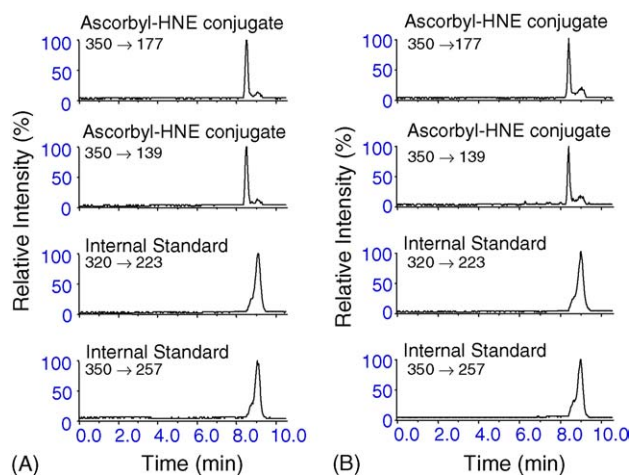 Ascorbyl-HNE conjugate
350 → 177
100
50
0
Ascorbyl-HNE conjugate
350 → 139
100
50
0
Internal Standard
320 → 223
100
50
0
Internal Standard
350 → 257
100
50
0
0.0 2.0 4.0 6.0 8.0 10.0
Relative Intensity (%)
(A) Time (min)
Ascorbyl-HNE conjugate
350 →177
100
50
0
Ascorbyl-HNE conjugate
350 → 139
100
50
0
Internal Standard
320 → 223
100
50
0
Internal Standard
350 → 257
100
50
0
0.0 2.0 4.0 6.0 8.0 10.0
Relative Intensity (%)
(B) Time (min)